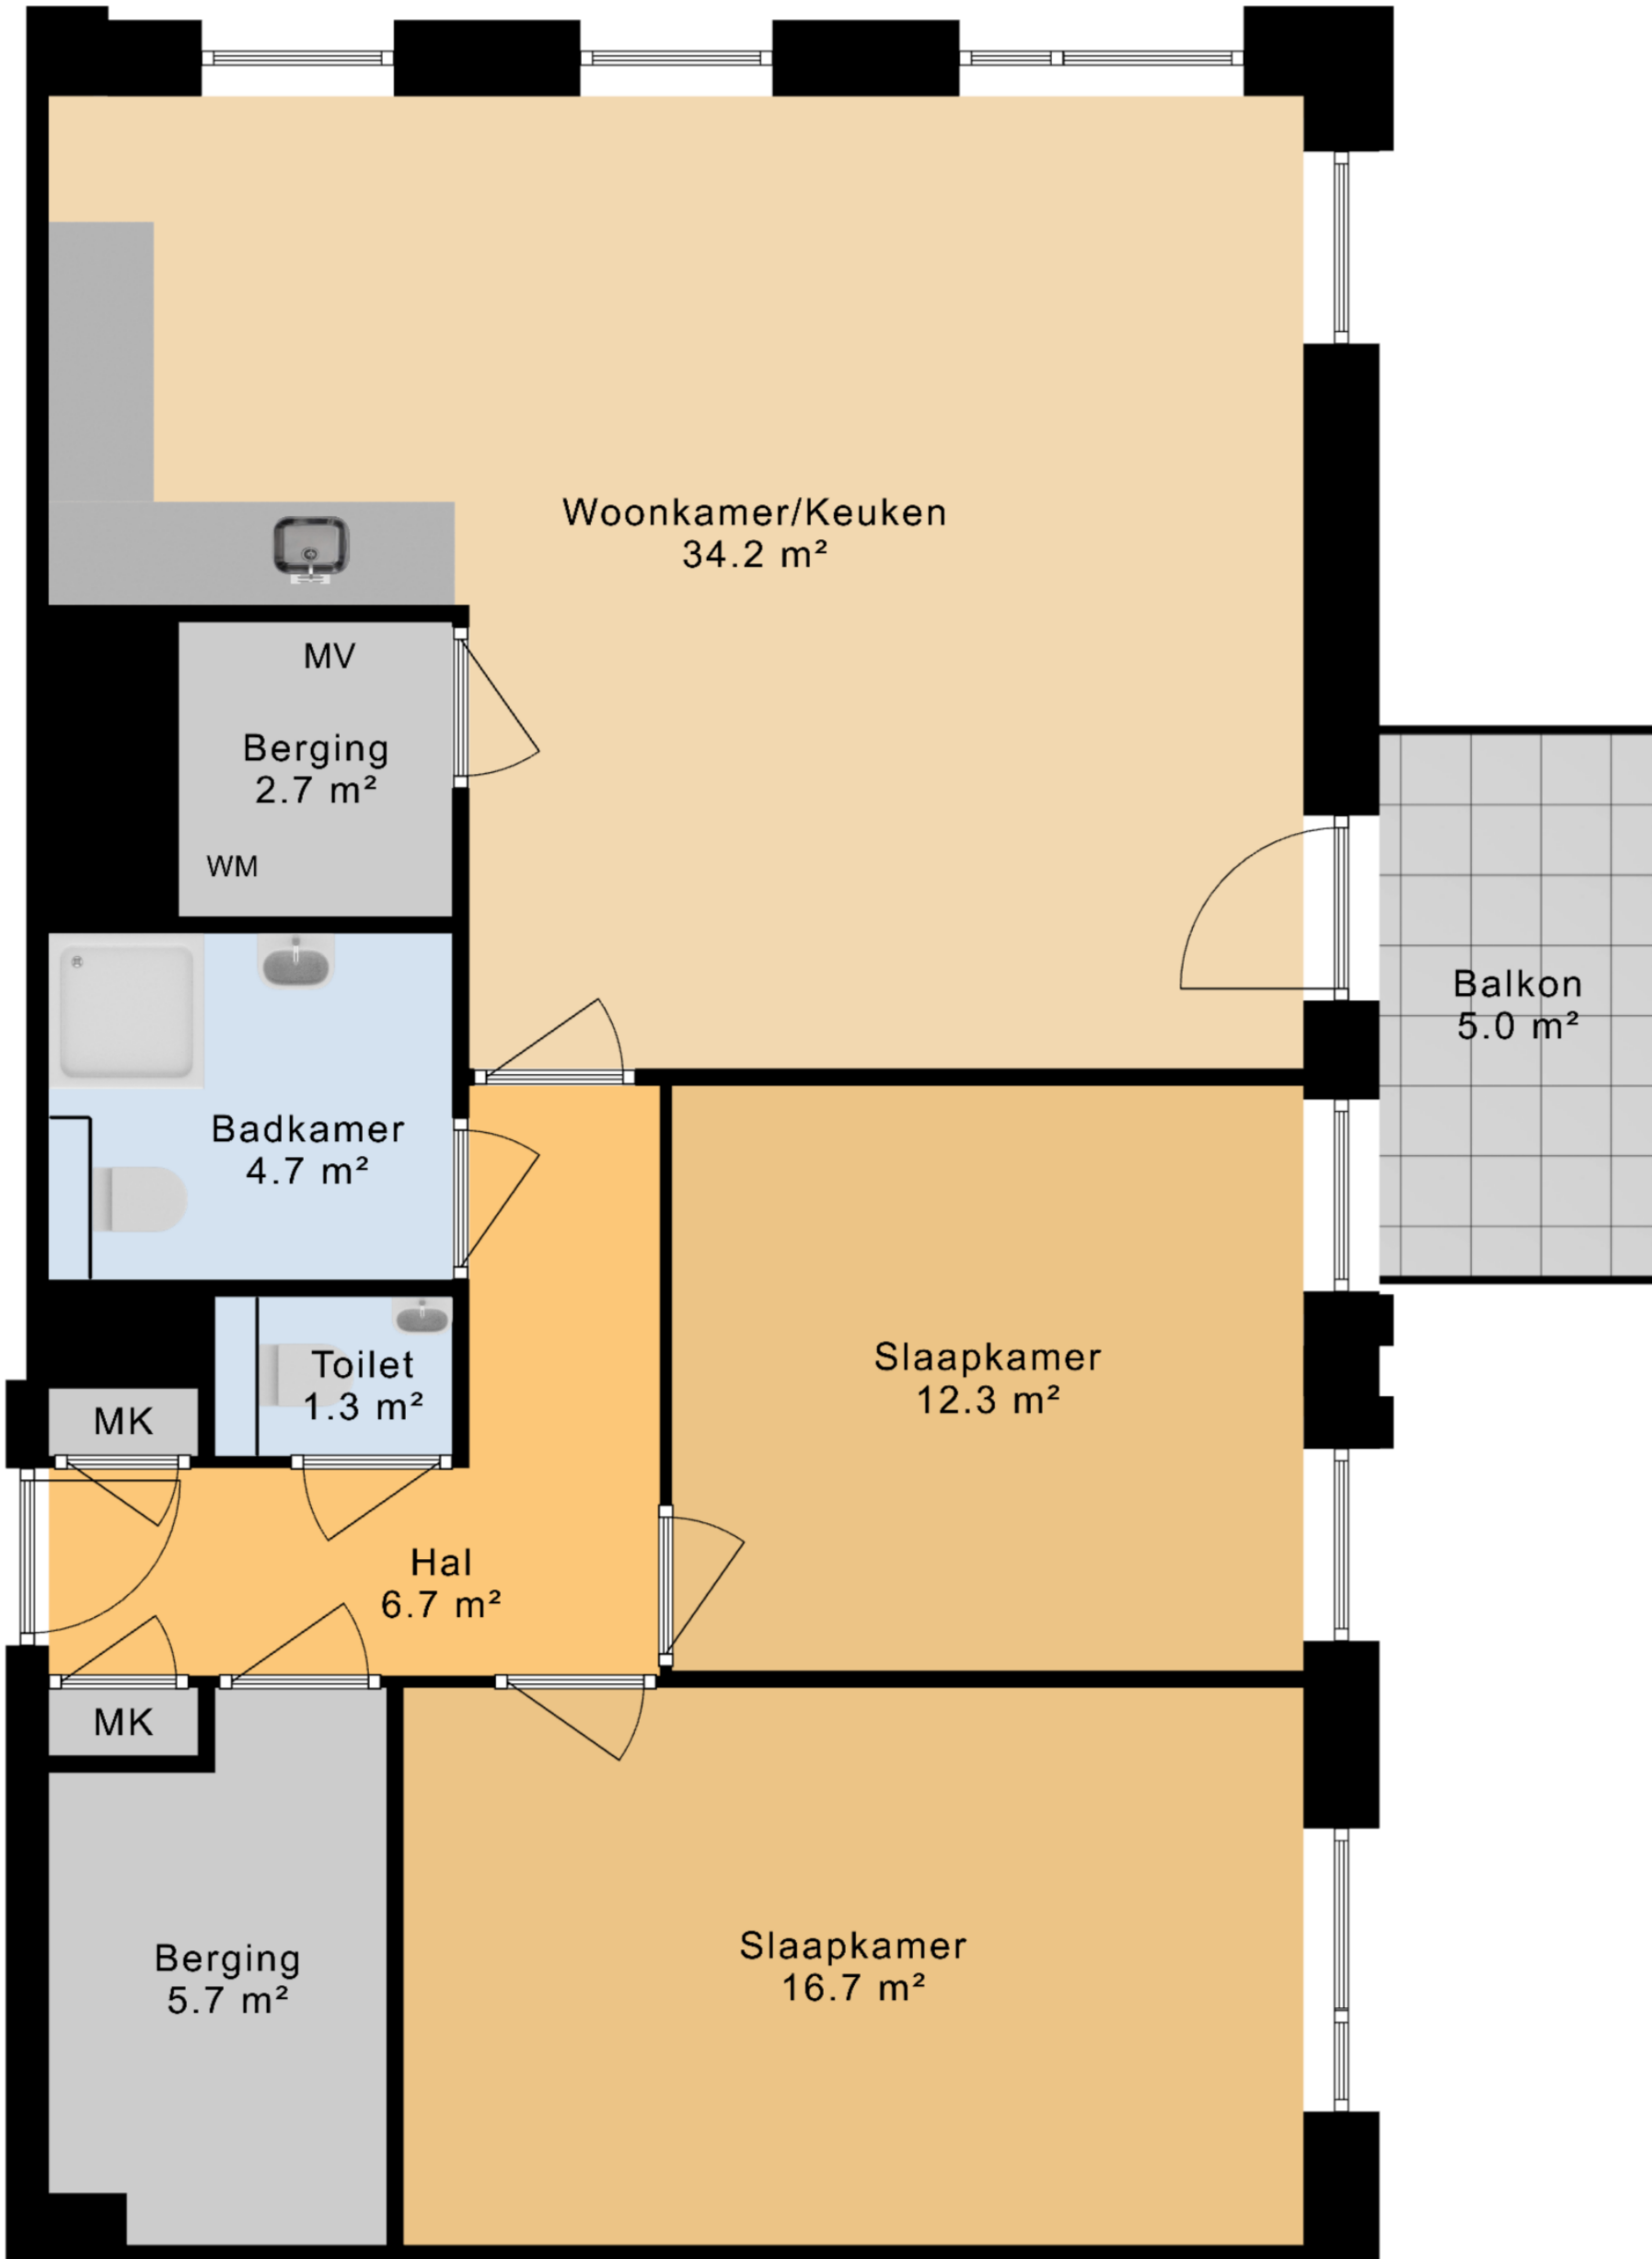 Woonkamer/Keuken
34.2 m²
MV
Berging
2.7 m²
WM
Balkon
5.0 m²
Badkamer
4.7 m²
Toilet
1.3 m²
Slaapkamer
12.3 m²
MK
Hal
6.7 m²
MK
Berging
5.7 m²
Slaapkamer
16.7 m²